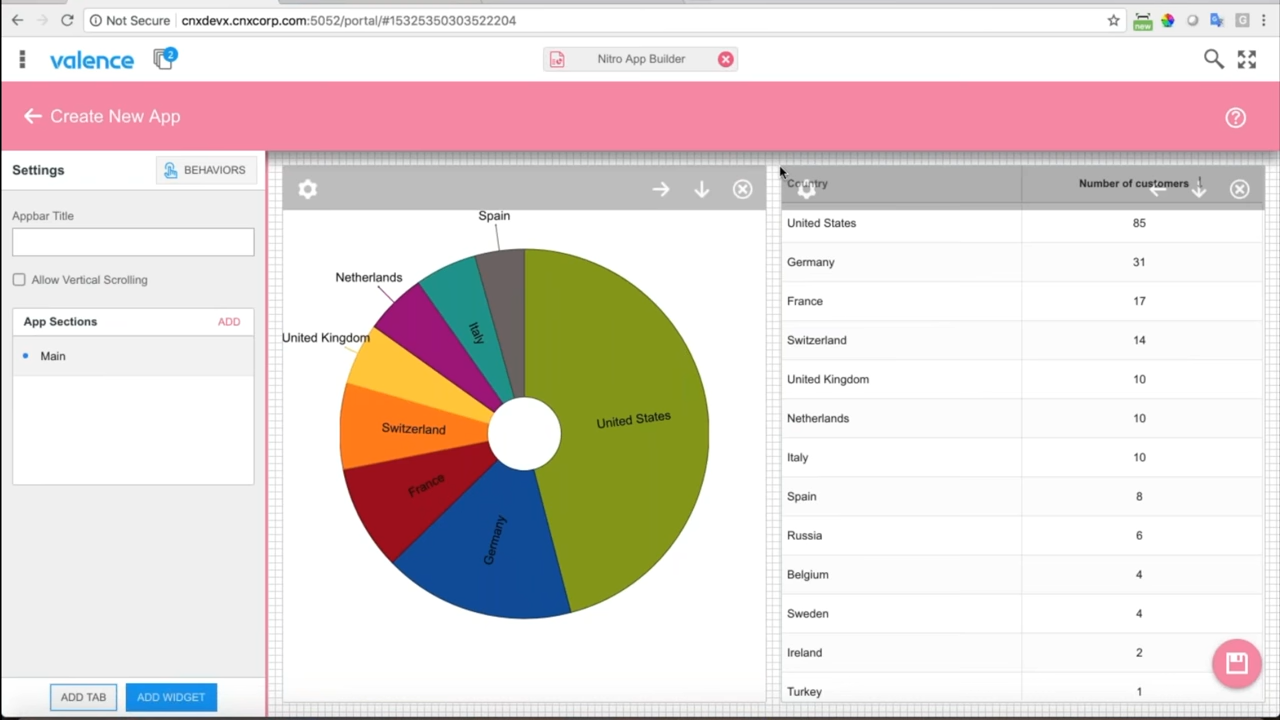 Not Secure
cnxdevx.cnxcorp.com:5052/portal/#15325350303522204
new
G
valence
2
Nitro App Builder
Create New App
?
Settings
BEHAVIORS
Appbar Title
Allow Vertical Scrolling
App Sections
ADD
Main
ADD TAB
ADD WIDGET
Spain
Netherlands
Italy
United Kingdom
United States
Switzerland
France
Germany
Country Number of customers
United States 85
Germany 31
France 17
Switzerland 14
United Kingdom 10
Netherlands 10
Italy 10
Spain 8
Russia 6
Belgium 4
Sweden 4
Ireland 2
Turkey 1